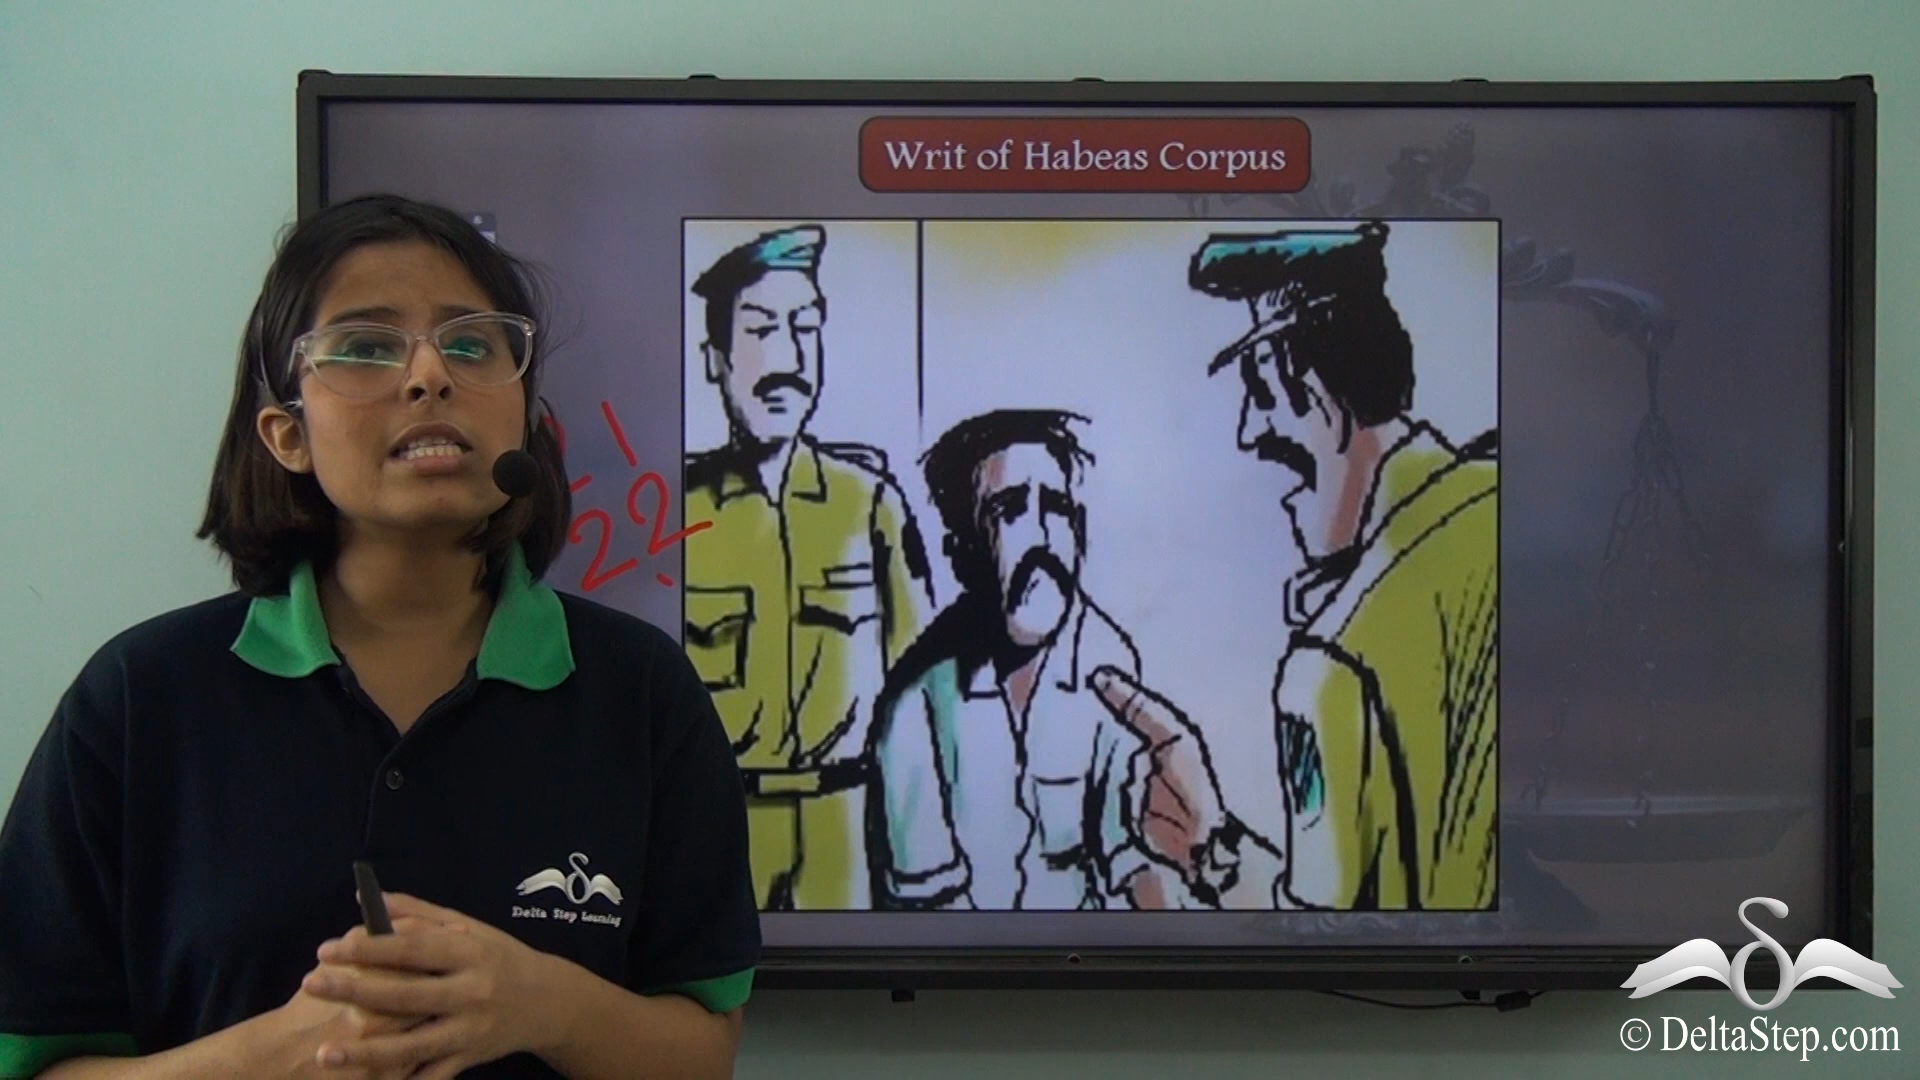 Writ of Habeas Corpus
21
22
Delta Step Learning
© DeltaStep.com